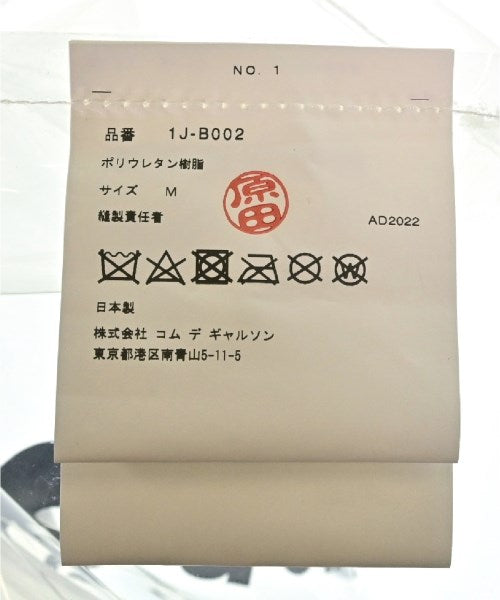 NO. 1
品番 1J-B002
ポリウレタン樹脂
サイズ M
縫製責任者
原田
AD2022
W
日本製
株式会社 コム デ ギャルソン
東京都港区南青山5-11-5